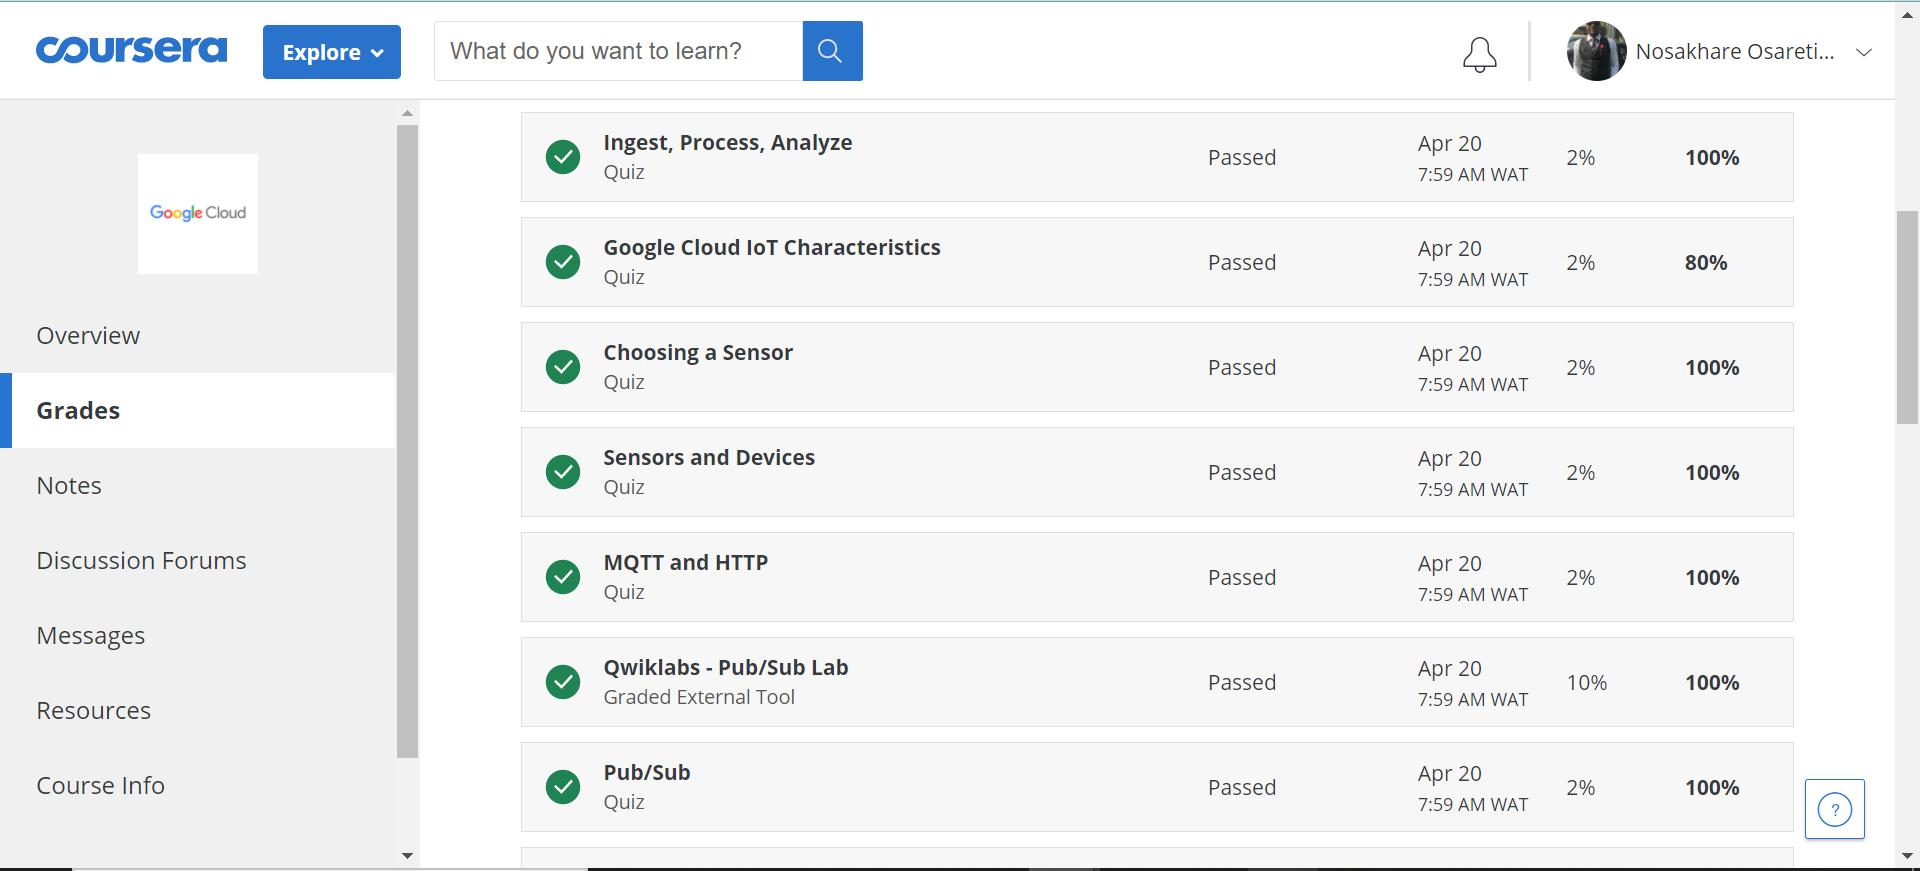 coursera
Explore
What do you want to learn?
Nosakhare Osareti...
Google Cloud
Overview
Grades
Notes
Discussion Forums
Messages
Resources
Course Info
Ingest, Process, Analyze
Quiz
Passed
Apr 20
7:59 AM WAT
2%
100%
Google Cloud IoT Characteristics
Quiz
Passed
Apr 20
7:59 AM WAT
2%
80%
Choosing a Sensor
Quiz
Passed
Apr 20
7:59 AM WAT
2%
100%
Sensors and Devices
Quiz
Passed
Apr 20
7:59 AM WAT
2%
100%
MQTT and HTTP
Quiz
Passed
Apr 20
7:59 AM WAT
2%
100%
Qwiklabs - Pub/Sub Lab
Graded External Tool
Passed
Apr 20
7:59 AM WAT
10%
100%
Pub/Sub
Quiz
Passed
Apr 20
7:59 AM WAT
2%
100%
?